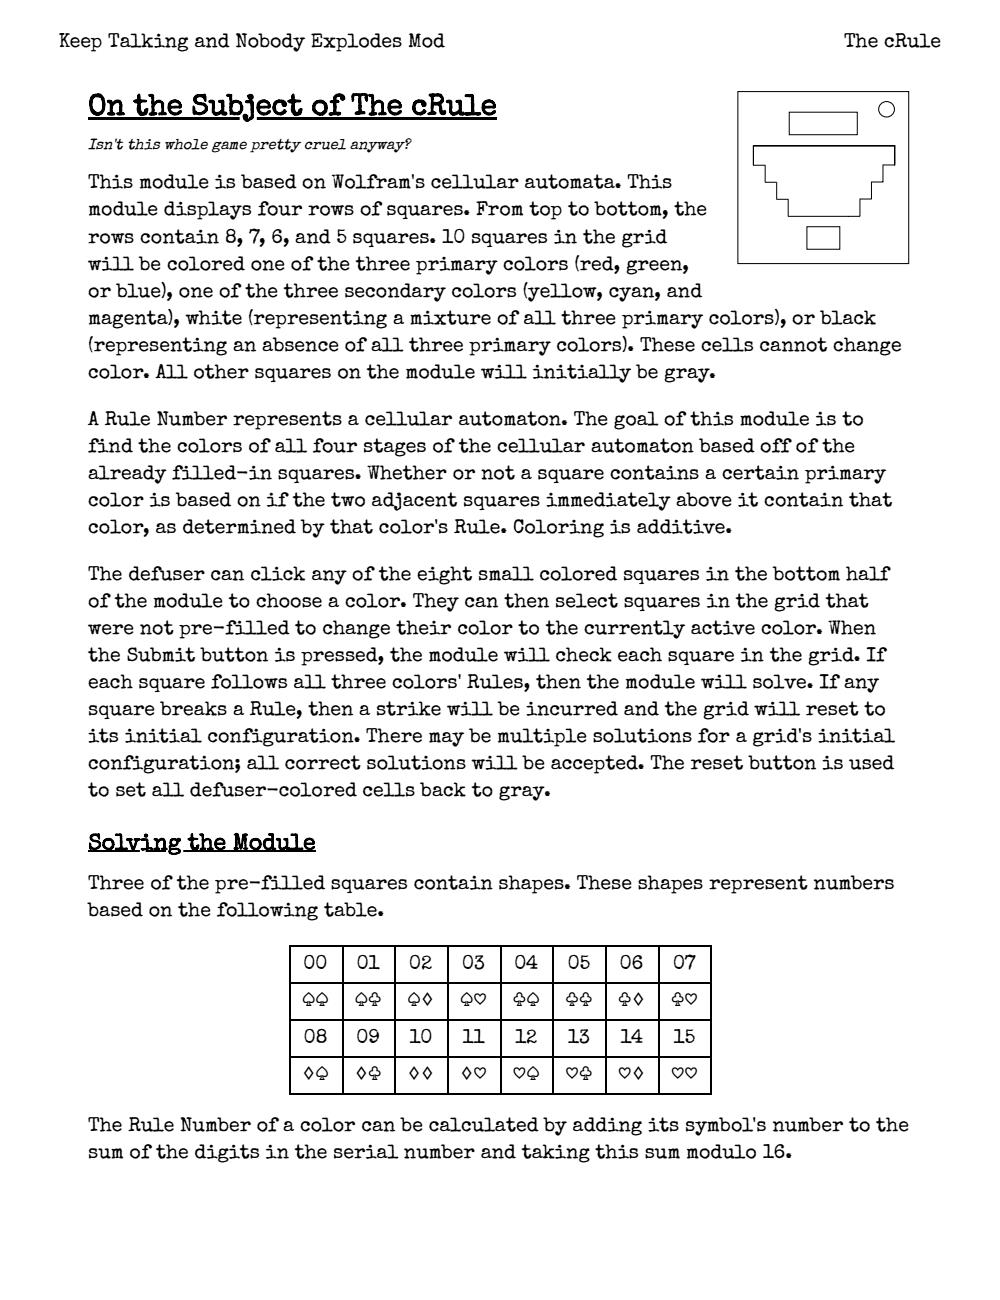 Keep Talking and Nobody Explodes Mod
The cRule
On the Subject of The cRule
Isn't this whole game pretty cruel anyway?
This module is based on Wolfram's cellular automata. This
module displays four rows of squares. From top to bottom, the
rows contain 8, 7, 6, and 5 squares. 10 squares in the grid
will be colored one of the three primary colors (red, green,
or blue), one of the three secondary colors (yellow, cyan, and
magenta), white (representing a mixture of all three primary colors), or black
(representing an absence of all three primary colors). These cells cannot change
color. All other squares on the module will initially be gray.
A Rule Number represents a cellular automaton. The goal of this module is to
find the colors of all four stages of the cellular automaton based off of the
already filled-in squares. Whether or not a square contains a certain primary
color is based on if the two adjacent squares immediately above it contain that
color, as determined by that color's Rule. Coloring is additive.
The defuser can click any of the eight small colored squares in the bottom half
of the module to choose a color. They can then select squares in the grid that
were not pre-filled to change their color to the currently active color. When
the Submit button is pressed, the module will check each square in the grid. If
each square follows all three colors' Rules, then the module will solve. If any
square breaks a Rule, then a strike will be incurred and the grid will reset to
its initial configuration. There may be multiple solutions for a grid's initial
configuration; all correct solutions will be accepted. The reset button is used
to set all defuser-colored cells back to gray.
Solving the Module
Three of the pre-filled squares contain shapes. These shapes represent numbers
based on the following table.
00 01 02 03 04 05 06 07
♤♤ ♤♧ ♤♢ ♤♡ ♧♤ ♧♧ ♧♢ ♧♡
08 09 10 11 12 13 14 15
♢♤ ♢♧ ♢♢ ♢♡ ♡♤ ♡♧ ♡♢ ♡♡
The Rule Number of a color can be calculated by adding its symbol's number to the
sum of the digits in the serial number and taking this sum modulo 16.